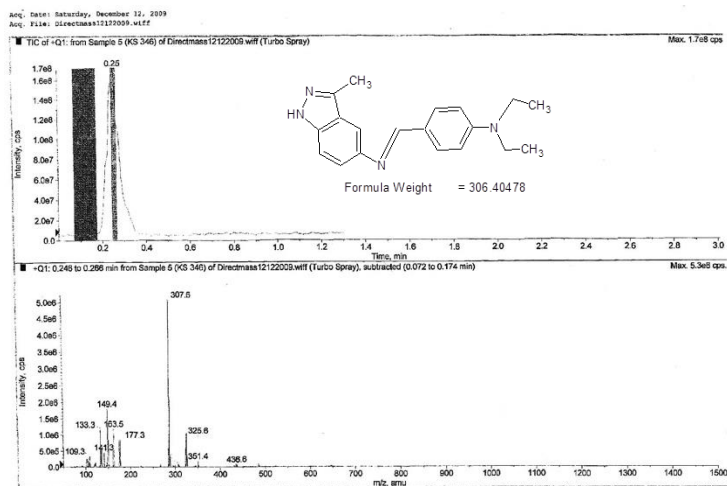 Acq. Date: Saturday, December 12, 2009
Acq. File: Directmass12122009.wiff
TIC of +Q1: from Sample 5 (KS 346) of Directmass12122009.wiff (Turbo Spray)
Max. 1.7e8 cps.
Intensity, cps
1.7e8
1.6e8
1.4e8
1.2e8
1.0e8
8.0e7
6.0e7
4.0e7
2.0e7
0.0
0.25
CH3
N
HN
N
N
CH3
CH3
Formula Weight = 306.40478
0.2 0.4 0.6 0.8 1.0 1.2 1.4 1.6 1.8 2.0 2.2 2.4 2.6 2.8 3.0
Time, min
+Q1: 0.246 to 0.266 min from Sample 5 (KS 346) of Directmass12122009.wiff (Turbo Spray), subtracted (0.072 to 0.174 min)
Max. 5.3e6 cps.
Intensity, cps
5.0e6
4.5e6
4.0e6
3.5e6
3.0e6
2.5e6
2.0e6
1.5e6
1.0e6
5.0e5
0.0
307.5
149.4
133.3
163.5
141.3
109.3
177.3
325.6
351.4
436.6
100 200 300 400 500 600 700 800 900 1000 1100 1200 1300 1400 1500
m/z, amu